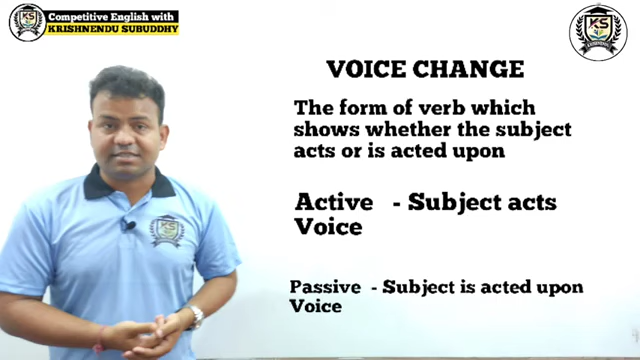 Competitive English with
KRISHNENDU SUBUDDHY
KS
KS
VOICE CHANGE
The form of verb which
shows whether the subject
acts or is acted upon
Active - Subject acts
Voice
KS
Passive - Subject is acted upon
Voice